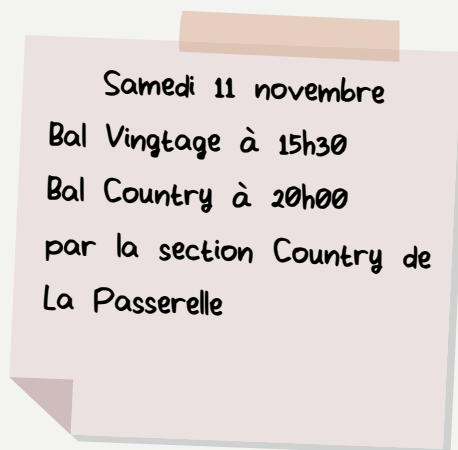 Samedi 11 novembre
Bal Vingtage à 15h30
Bal Country à 20h00
par la section Country de
La Passerelle